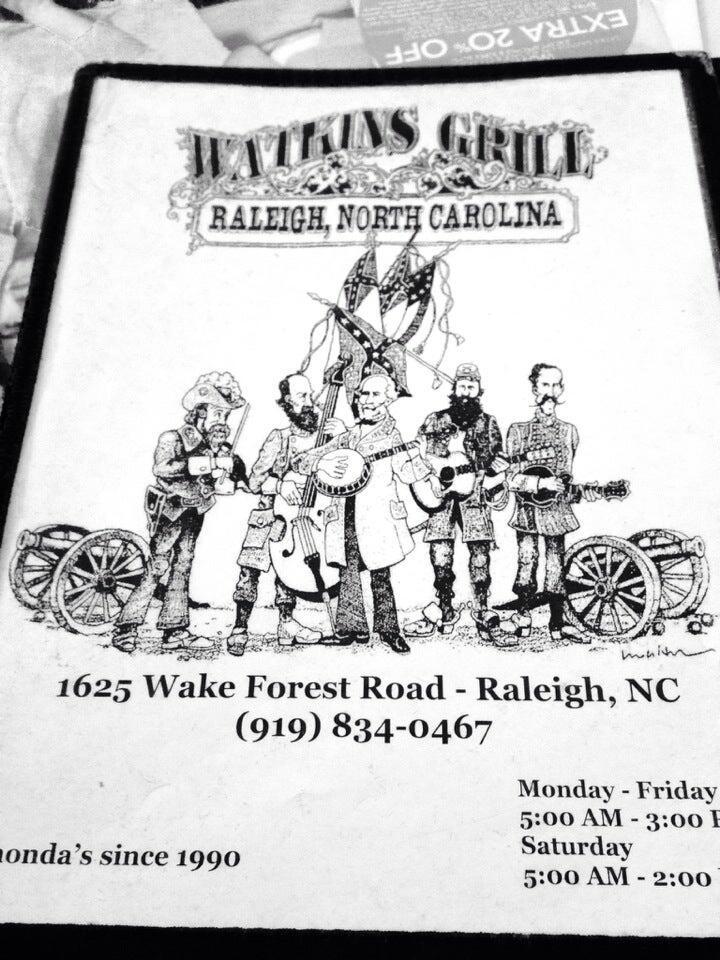 EXTRA 20% OFF
WATKINS GRILL
RALEIGH, NORTH CAROLINA
1625 Wake Forest Road - Raleigh, NC
(919) 834-0467
Monday - Friday
5:00 AM - 3:00
Saturday
5:00 AM - 2:00
onda's since 1990